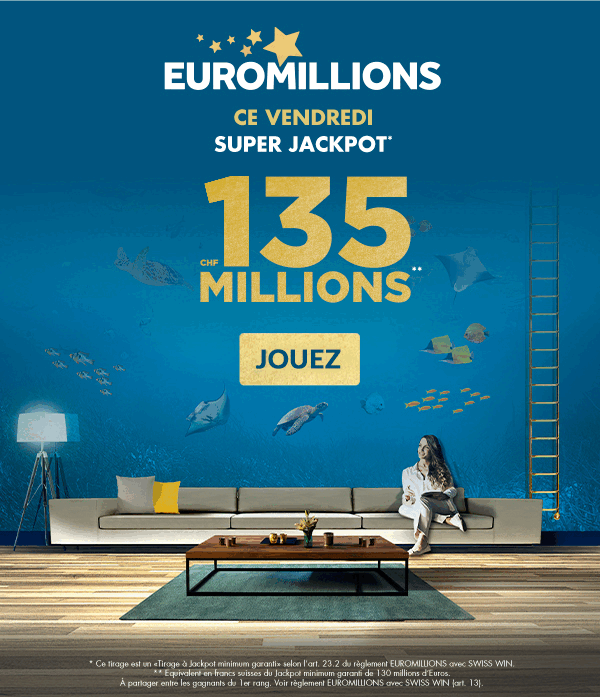 EUROMILLIONS
CE VENDREDI
SUPER JACKPOT*
CHF 135
MILLIONS**
JOUEZ
* Ce tirage est un «Tirage à Jackpot minimum garanti» selon l'art. 23.2 du règlement EUROMILLIONS avec SWISS WIN.
** Equivalent en francs suisses du Jackpot minimum garanti de 130 millions d'Euros.
À partager entre les gagnants du 1er rang. Voir règlement EUROMILLIONS avec SWISS WIN (art. 13).